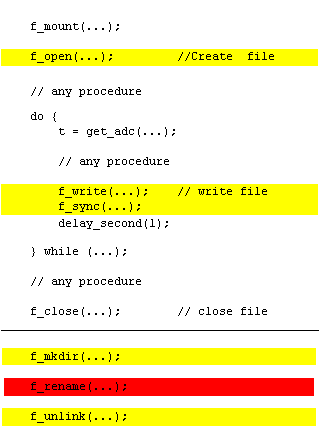 f_mount(...);
f_open(...);         //Create  file
// any procedure
do {
    t = get_adc(...);
    // any procedure
    f_write(...);    // write file
    f_sync(...);
    delay_second(1);
} while (...);
// any procedure
f_close(...);        // close file
f_mkdir(...);
f_rename(...);
f_unlink(...);